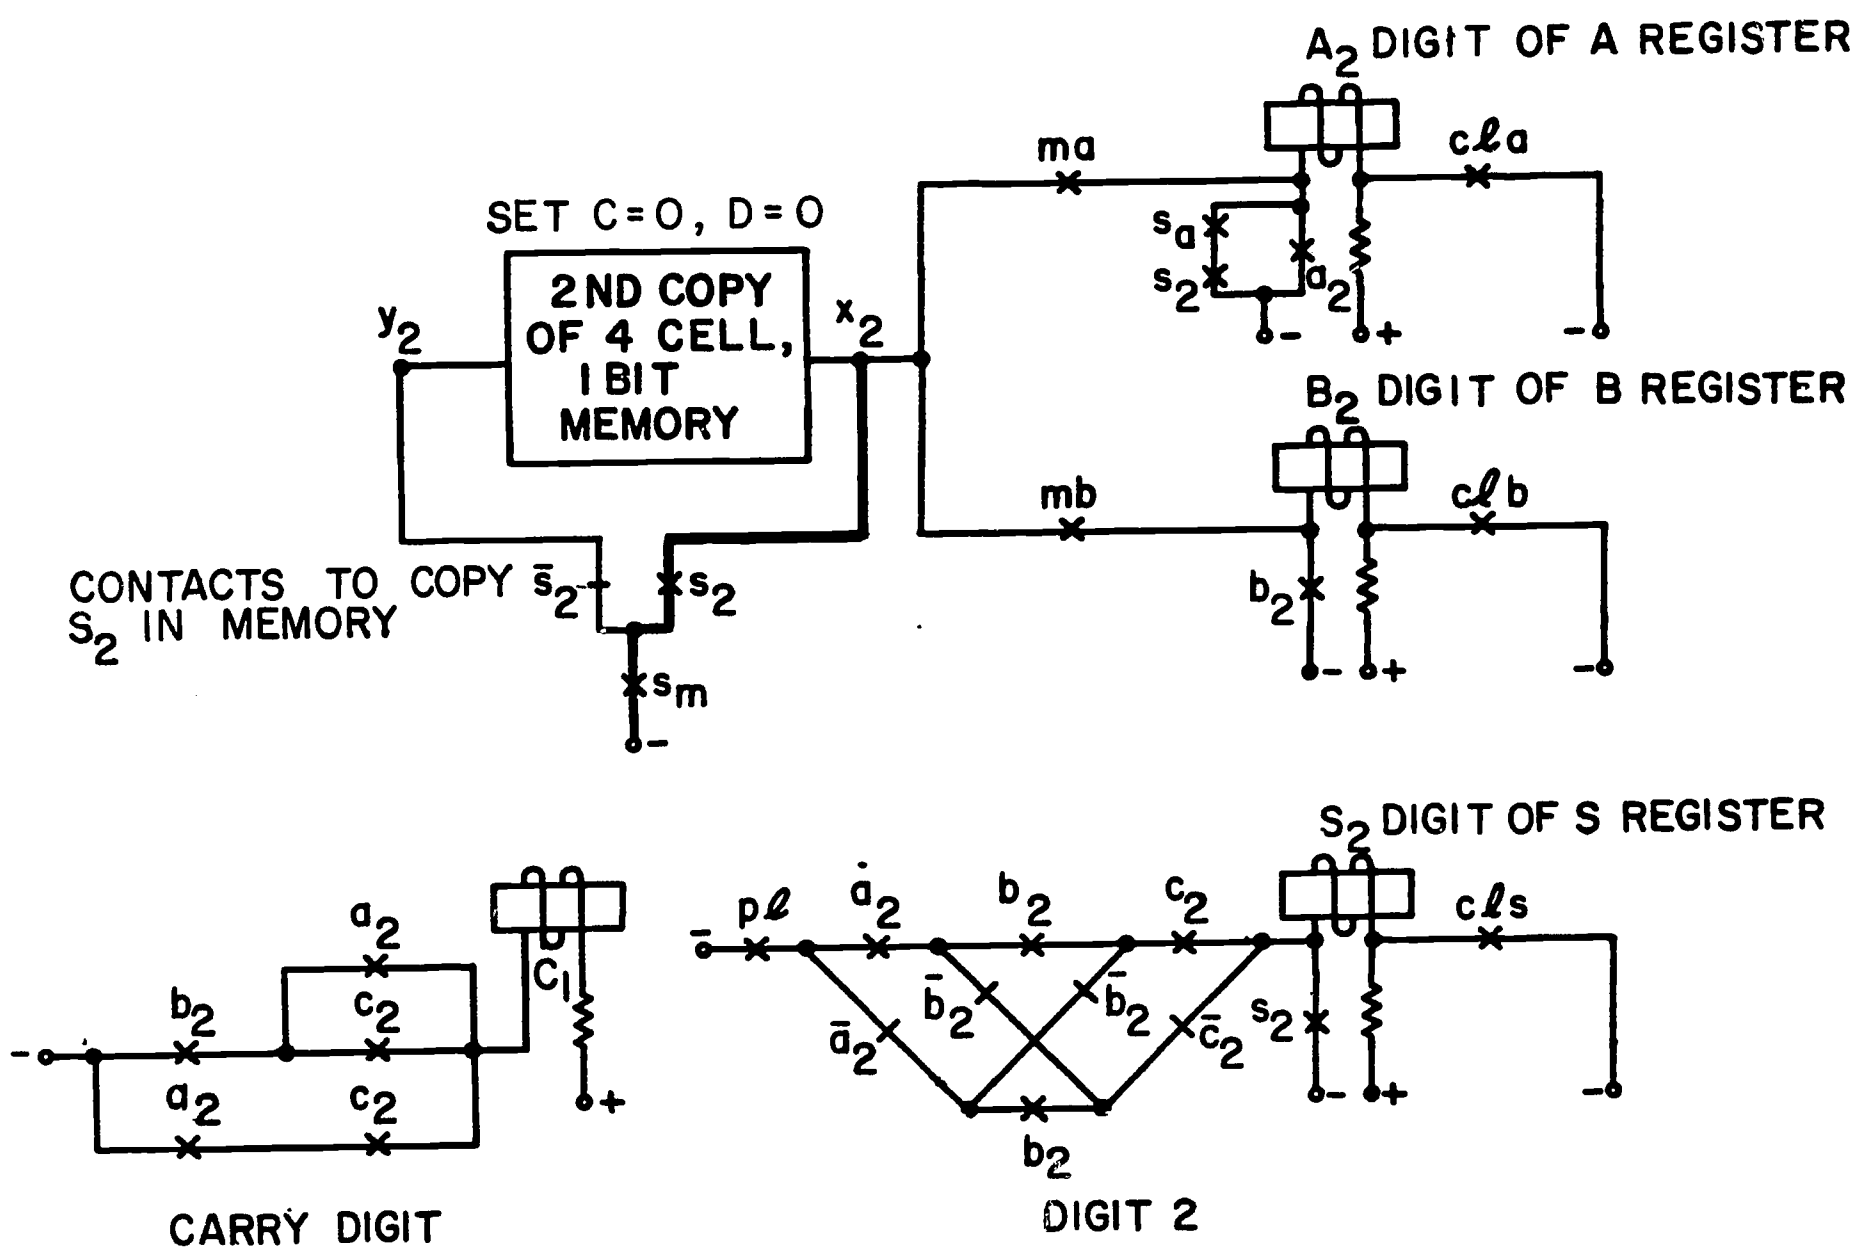 A₂ DIGIT OF A REGISTER
ma
cℓa
SET C=0, D=0
s_a
s₂
a₂
- + -
y₂
2ND COPY
OF 4 CELL,
1 BIT
MEMORY
x₂
B₂ DIGIT OF B REGISTER
mb
cℓb
b₂
- + -
CONTACTS TO COPY
S₂ IN MEMORY
s̅₂
s₂
s_m
-
S₂ DIGIT OF S REGISTER
- pℓ a₂ b₂ c₂
cℓs
a̅₂ b̅₂ b̅₂ c̅₂
s₂
b₂
- + -
DIGIT 2
a₂
C₁
- b₂ c₂
a₂ c₂
+
CARRY DIGIT